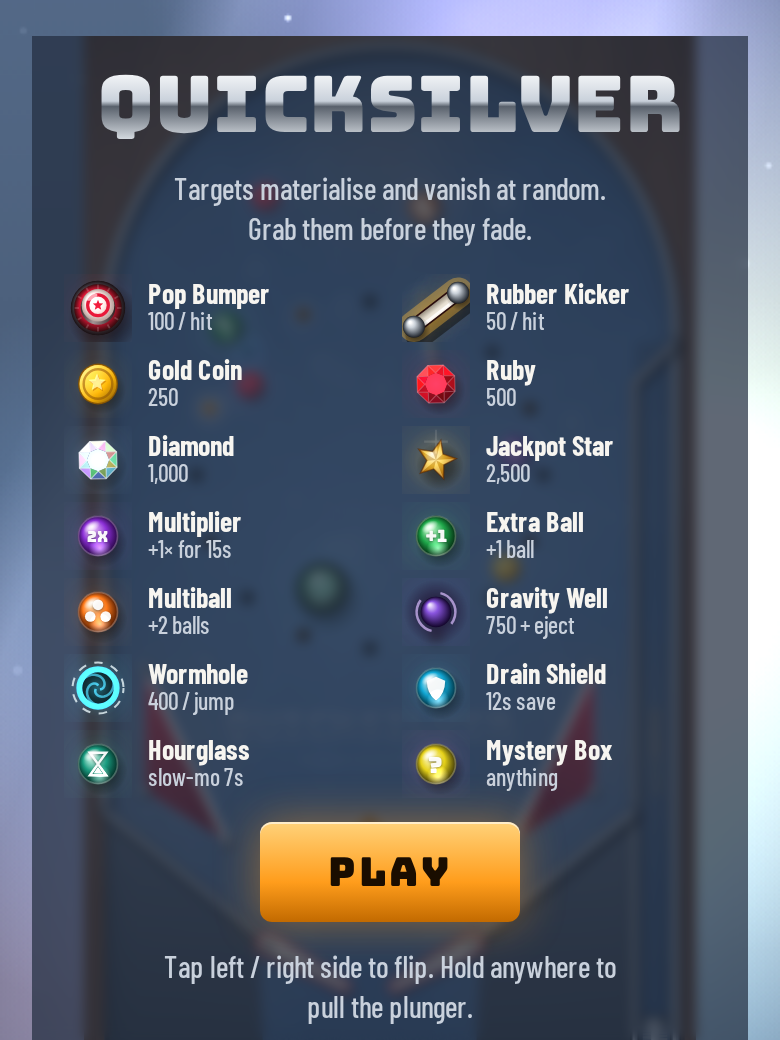 QUICKSILVER
Targets materialise and vanish at random.
Grab them before they fade.
Pop Bumper
100 / hit
Rubber Kicker
50 / hit
Gold Coin
250
Ruby
500
Diamond
1,000
Jackpot Star
2,500
2X
Multiplier
+1× for 15s
+1
Extra Ball
+1 ball
Multiball
+2 balls
Gravity Well
750 + eject
Wormhole
400 / jump
Drain Shield
12s save
Hourglass
slow-mo 7s
?
Mystery Box
anything
PLAY
Tap left / right side to flip. Hold anywhere to
pull the plunger.